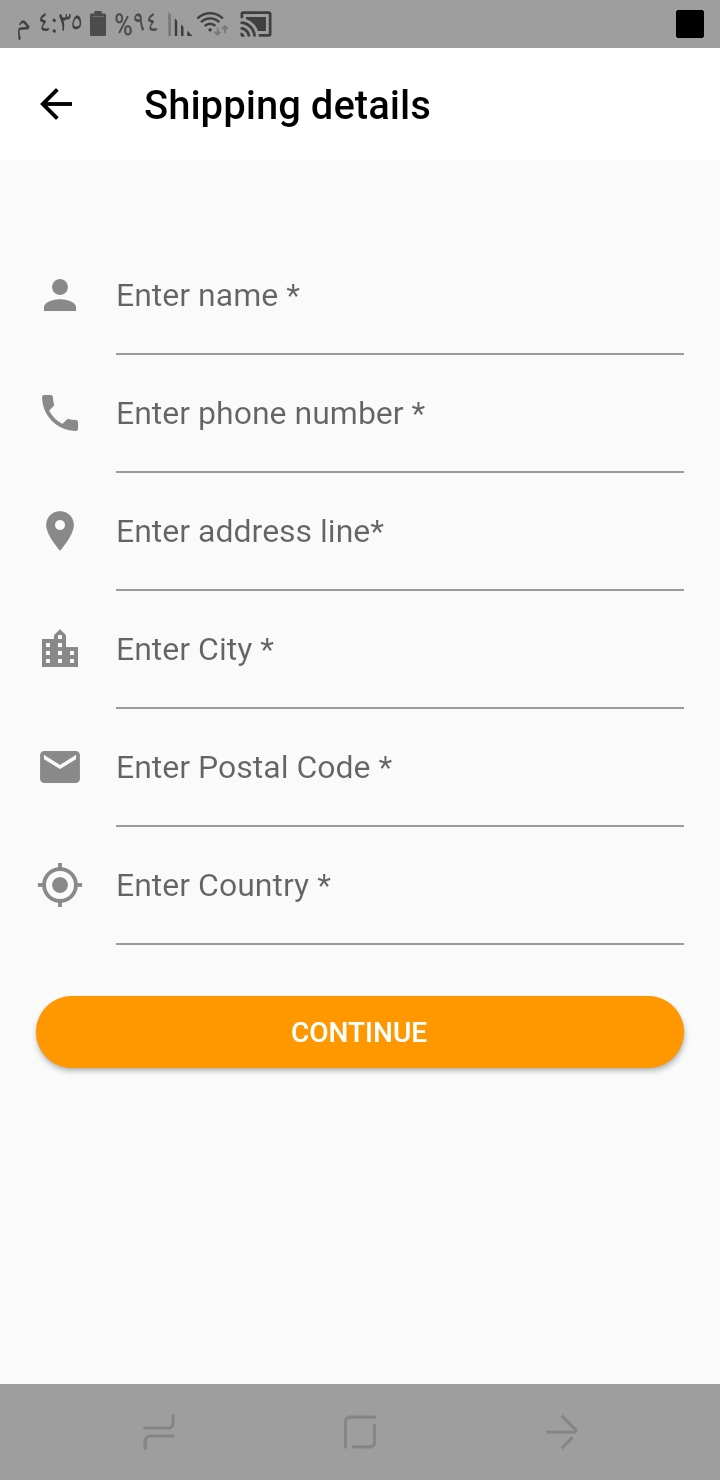 م ٤:٣٥ %٩٤
Shipping details
Enter name *
Enter phone number *
Enter address line*
Enter City *
Enter Postal Code *
Enter Country *
CONTINUE